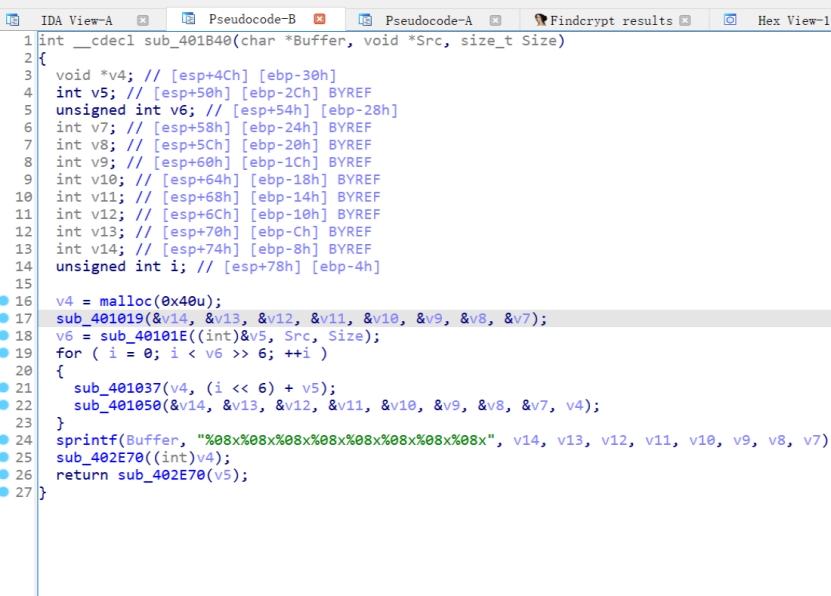 IDA View-A Pseudocode-B Pseudocode-A Findcrypt results Hex View-1
1 int __cdecl sub_401B40(char *Buffer, void *Src, size_t Size)
2 {
3 void *v4; // [esp+4Ch] [ebp-30h]
4 int v5; // [esp+50h] [ebp-2Ch] BYREF
5 unsigned int v6; // [esp+54h] [ebp-28h]
6 int v7; // [esp+58h] [ebp-24h] BYREF
7 int v8; // [esp+5Ch] [ebp-20h] BYREF
8 int v9; // [esp+60h] [ebp-1Ch] BYREF
9 int v10; // [esp+64h] [ebp-18h] BYREF
10 int v11; // [esp+68h] [ebp-14h] BYREF
11 int v12; // [esp+6Ch] [ebp-10h] BYREF
12 int v13; // [esp+70h] [ebp-Ch] BYREF
13 int v14; // [esp+74h] [ebp-8h] BYREF
14 unsigned int i; // [esp+78h] [ebp-4h]
15
16 v4 = malloc(0x40u);
17 sub_401019(&v14, &v13, &v12, &v11, &v10, &v9, &v8, &v7);
18 v6 = sub_40101E((int)&v5, Src, Size);
19 for ( i = 0; i < v6 >> 6; ++i )
20 {
21 sub_401037(v4, (i << 6) + v5);
22 sub_401050(&v14, &v13, &v12, &v11, &v10, &v9, &v8, &v7, v4);
23 }
24 sprintf(Buffer, "%08x%08x%08x%08x%08x%08x%08x%08x", v14, v13, v12, v11, v10, v9, v8, v7)
25 sub_402E70((int)v4);
26 return sub_402E70(v5);
27 }